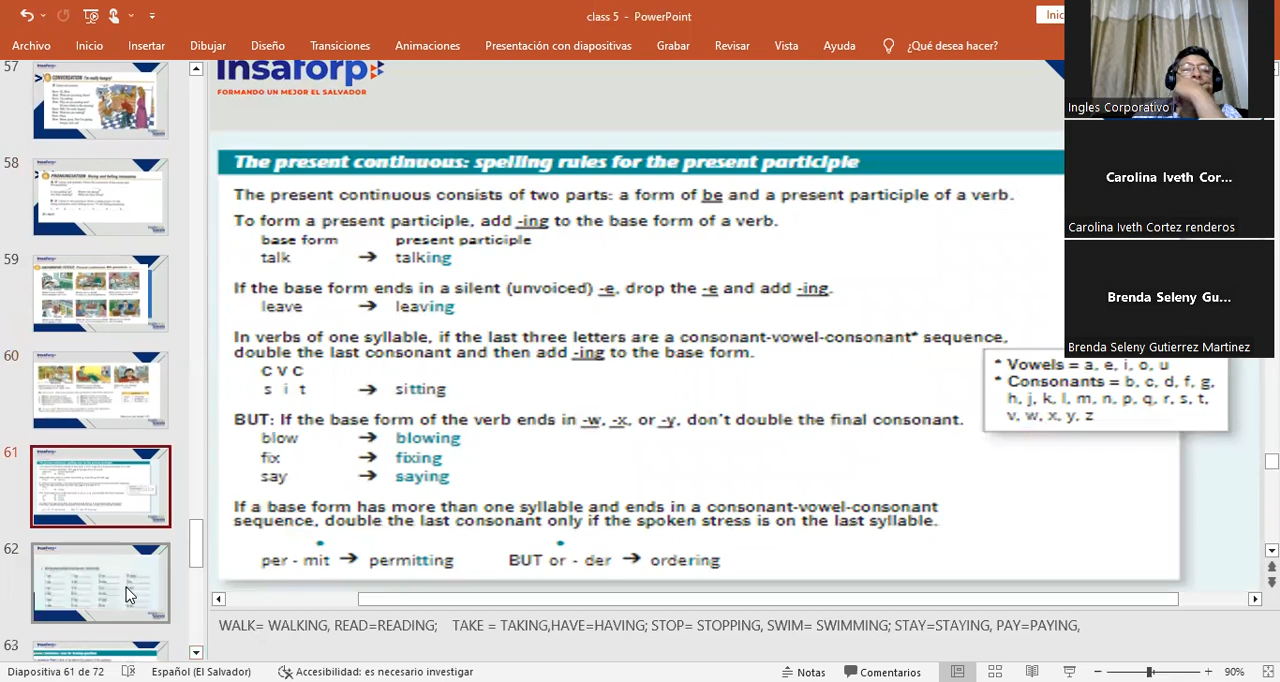 class 5 - PowerPoint
Inic
Archivo Inicio Insertar Dibujar Diseño Transiciones Animaciones Presentación con diapositivas Grabar Revisar Vista Ayuda ¿Qué desea hacer?
57
58
59
60
61
62
63
Insaforp
FORMANDO UN MEJOR EL SALVADOR
The present continuous: spelling rules for the present participle
The present continuous consists of two parts: a form of be and a present participle of a verb.
To form a present participle, add -ing to the base form of a verb.
base form present participle
talk → talking
If the base form ends in a silent (unvoiced) -e, drop the -e and add -ing.
leave → leaving
In verbs of one syllable, if the last three letters are a consonant-vowel-consonant* sequence,
double the last consonant and then add -ing to the base form.
C V C
s i t → sitting
BUT: If the base form of the verb ends in -w, -x, or -y, don't double the final consonant.
blow → blowing
fix → fixing
say → saying
If a base form has more than one syllable and ends in a consonant-vowel-consonant
sequence, double the last consonant only if the spoken stress is on the last syllable.
per - mit → permitting BUT or - der → ordering
* Vowels = a, e, i, o, u
* Consonants = b, c, d, f, g,
h, j, k, l, m, n, p, q, r, s, t,
v, w, x, y, z
WALK= WALKING, READ=READING; TAKE = TAKING,HAVE=HAVING; STOP= STOPPING, SWIM= SWIMMING; STAY=STAYING, PAY=PAYING,
Ingles Corporativo
Carolina Iveth Cor...
Carolina Iveth Cortez renderos
Brenda Seleny Gu...
Brenda Seleny Gutierrez Martinez
Diapositiva 61 de 72 Español (El Salvador) Accesibilidad: es necesario investigar Notas Comentarios 90%